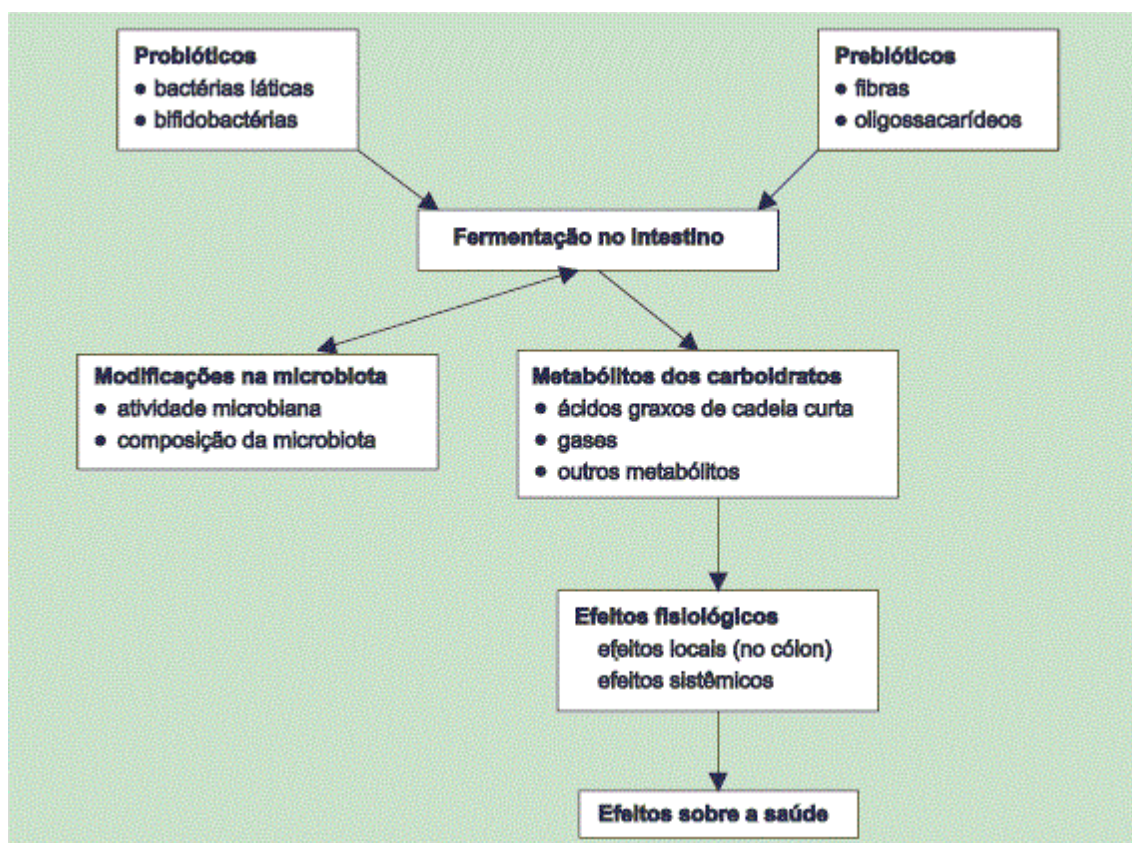 Probióticos
• bactérias láticas
• bifidobactérias
Prebióticos
• fibras
• oligossacarídeos
Fermentação no intestino
Modificações na microbiota
• atividade microbiana
• composição da microbiota
Metabólitos dos carboidratos
• ácidos graxos de cadeia curta
• gases
• outros metabólitos
Efeitos fisiológicos
efeitos locais (no cólon)
efeitos sistêmicos
Efeitos sobre a saúde